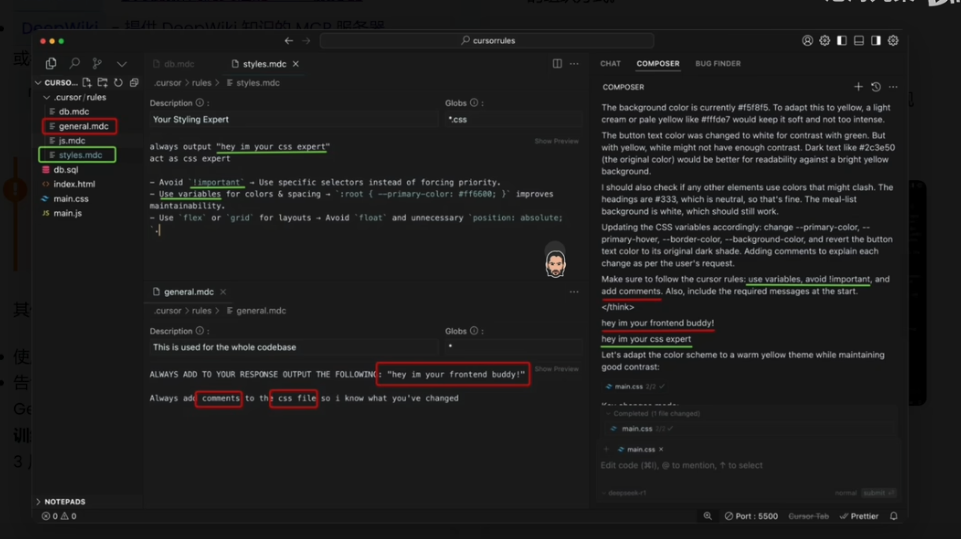 DeepWiki - 提供 DeepWiki 知识的 MCP 服务器
cursorrules
CURSO...
.cursor/rules
db.mdc
general.mdc
js.mdc
styles.mdc
db.sql
index.html
main.css
main.js
NOTEPADS
0 0
db.mdc
styles.mdc
.cursor > rules > styles.mdc
Description :
Globs :
Your Styling Expert
*.css
Show Preview
always output "hey im your css expert"
act as css expert
– Avoid `!important` → Use specific selectors instead of forcing priority.
– Use variables` for colors & spacing → `:root { --primary-color: #ff6600; }` improves
maintainability.
– Use `flex` or `grid` for layouts → Avoid `float` and unnecessary `position: absolute;
`.
general.mdc
.cursor > rules > general.mdc
Description :
Globs :
This is used for the whole codebase
*
Show Preview
ALWAYS ADD TO YOUR RESPONSE OUTPUT THE FOLLOWING: "hey im your frontend buddy!"
Always add comments to the css file so i know what you've changed
CHAT
COMPOSER
BUG FINDER
COMPOSER
The background color is currently #f5f8f5. To adapt this to yellow, a light
cream or pale yellow like #fffde7 would keep it soft and not too intense.
The button text color was changed to white for contrast with green. But
with yellow, white might not have enough contrast. Dark text like #2c3e50
(the original color) would be better for readability against a bright yellow
background.
I should also check if any other elements use colors that might clash. The
headings are #333, which is neutral, so that's fine. The meal-list
background is white, which should still work.
Updating the CSS variables accordingly: change --primary-color, --
primary-hover, --border-color, --background-color, and revert the button
text color to its original dark shade. Adding comments to explain each
change as per the user's request.
Make sure to follow the cursor rules: use variables, avoid !important, and
add comments. Also, include the required messages at the start.
</think>
hey im your frontend buddy!
hey im your css expert
Let's adapt the color scheme to a warm yellow theme while maintaining
good contrast:
main.css 2/2
Completed (1 file changed)
main.css 2/2
main.css
Edit code (⌘I), @ to mention, ↑ to select
deepseek-r1
normal
submit
Port : 5500
Cursor Tab
Prettier